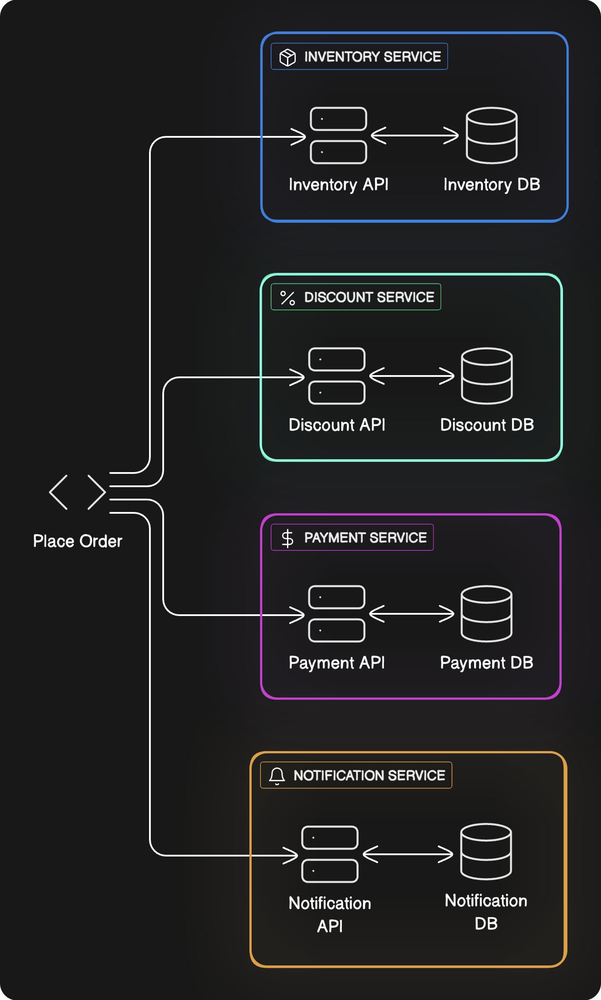 INVENTORY SERVICE
Inventory API
Inventory DB
DISCOUNT SERVICE
Discount API
Discount DB
Place Order
PAYMENT SERVICE
Payment API
Payment DB
NOTIFICATION SERVICE
Notification
API
Notification
DB